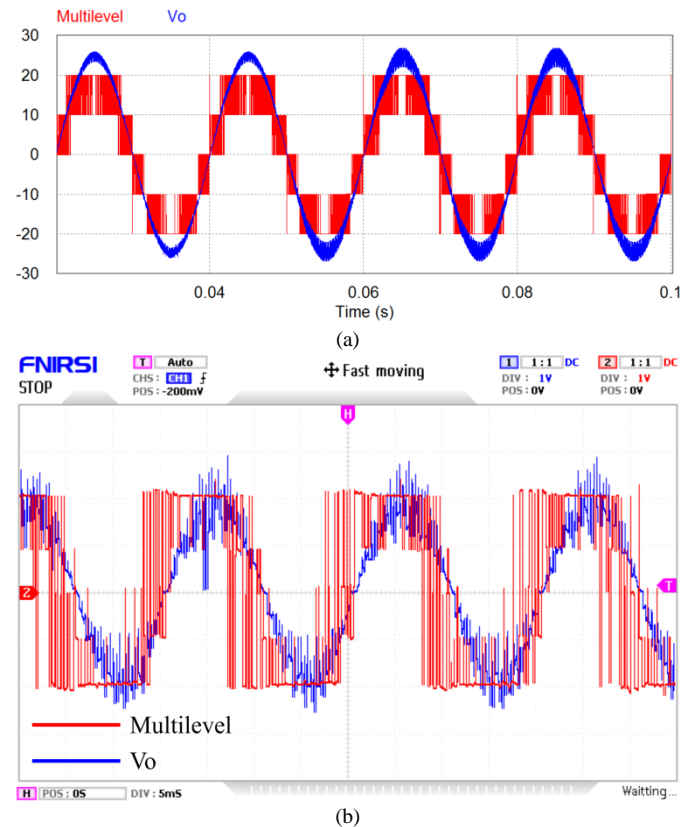 Multilevel Vo
30
20
10
0
-10
-20
-30
0.04 0.06 0.08 0.1
Time (s)
(a)
FNIRSI
STOP
T Auto
CHS: CH1
POS:-200mV
Fast moving
1 1:1 DC
DIV: 1V
POS:0V
2 1:1 DC
DIV: 1V
POS:0V
H
2
T
Multilevel
Vo
H POS:0S DIV:5mS Waitting...
(b)